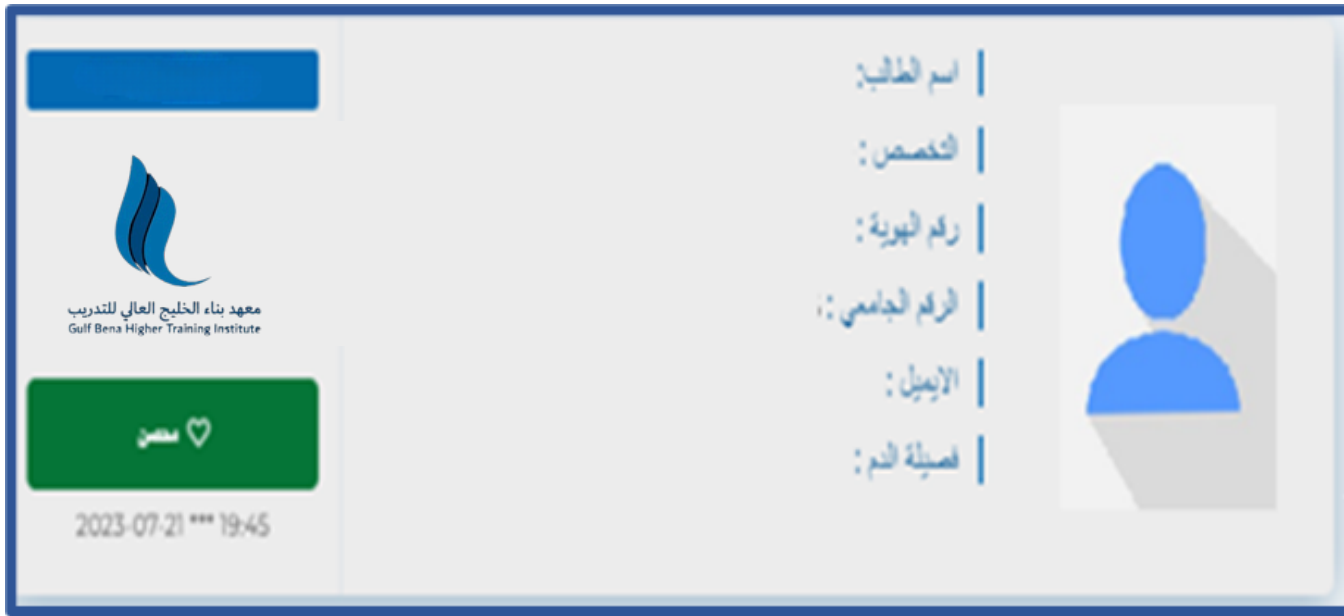 اسم الطالب:
التخصص :
رقم الهوية :
الرقم الجامعي :
الايميل :
فصيلة الدم :
معهد بناء الخليج العالي للتدريب
Gulf Bena Higher Training Institute
♡ محصن
2023-07-21 *** 19:45